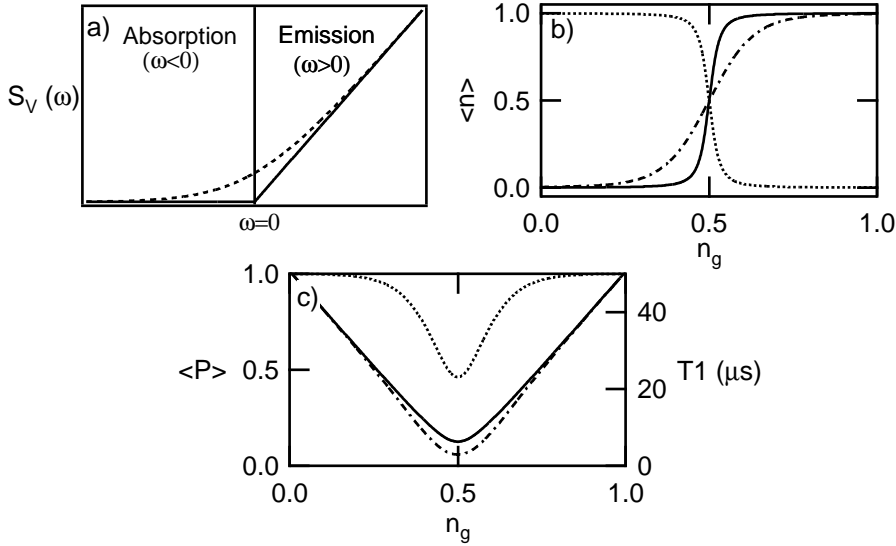 a)
Absorption
(ω<0)
Emission
(ω>0)
S_V (ω)
ω=0
b)
1.0
0.5
0.0
<n>
0.0
0.5
1.0
n_g
c)
1.0
0.5
0.0
<P>
40
20
0
T1 (μs)
0.0
0.5
1.0
n_g